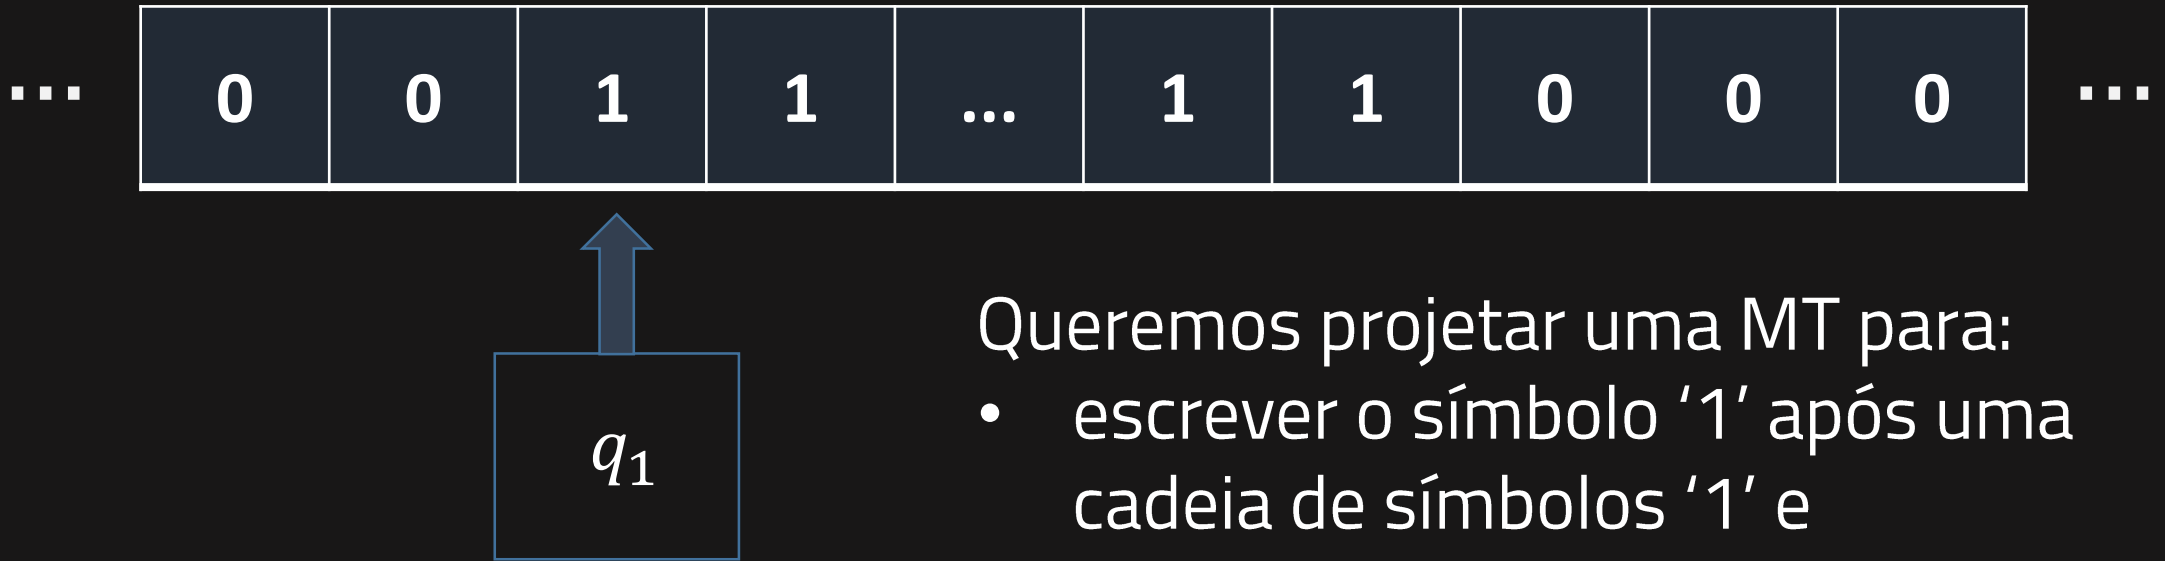 ... 0 0 1 1 ... 1 1 0 0 0 ...
q₁
Queremos projetar uma MT para:
• escrever o símbolo ‘1’ após uma
cadeia de símbolos ‘1’ e